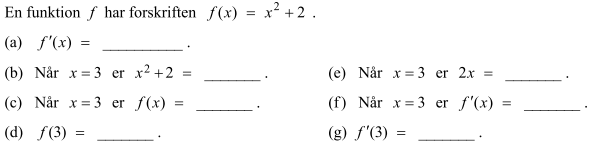 En funktion f har forskriften f(x) = x² + 2 .
(a) f'(x) = __________ .
(b) Når x = 3 er x² + 2 = _______ .
(e) Når x = 3 er 2x = _______ .
(c) Når x = 3 er f(x) = _______ .
(f) Når x = 3 er f'(x) = _______ .
(d) f(3) = _______ .
(g) f'(3) = _______ .